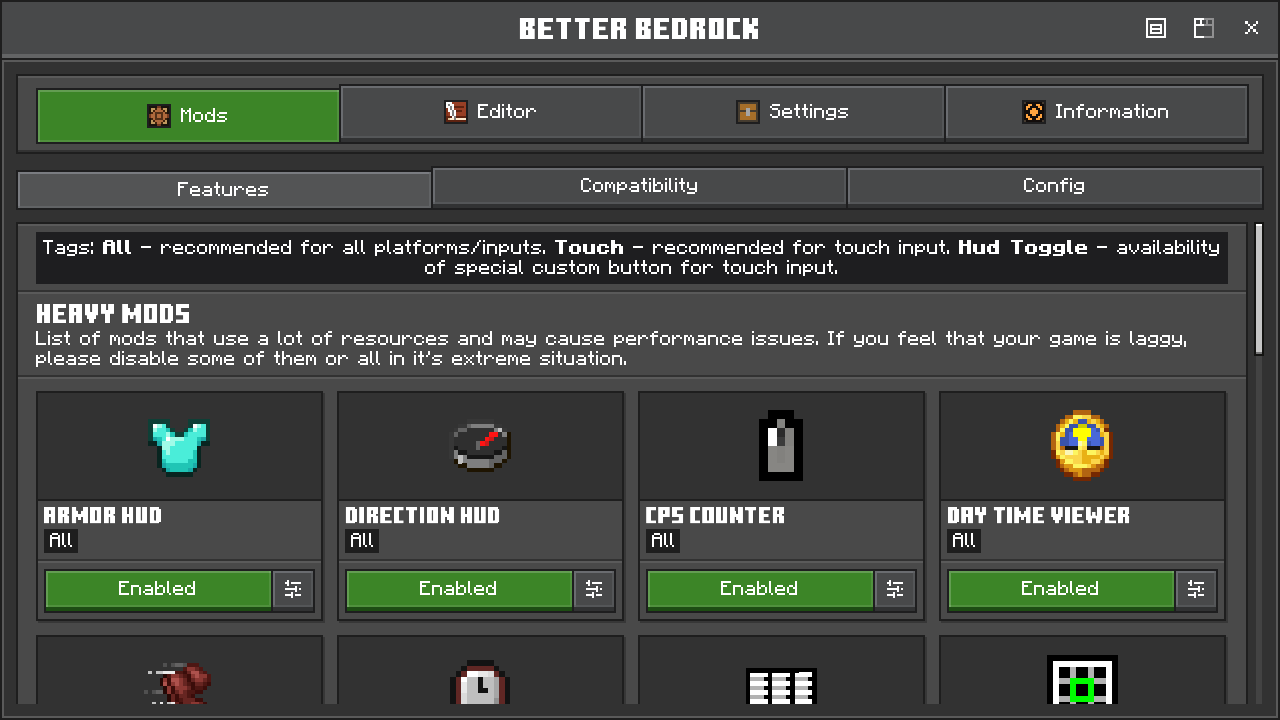 BETTER BEDROCK
Mods
Editor
Settings
Information
Features
Compatibility
Config
Tags: All - recommended for all platforms/inputs. Touch - recommended for touch input. Hud Toggle - availability
of special custom button for touch input.
HEAVY MODS
List of mods that use a lot of resources and may cause performance issues. If you feel that your game is laggy,
please disable some of them or all in it's extreme situation.
ARMOR HUD
All
Enabled
DIRECTION HUD
All
Enabled
CPS COUNTER
All
Enabled
DAY TIME VIEWER
All
Enabled